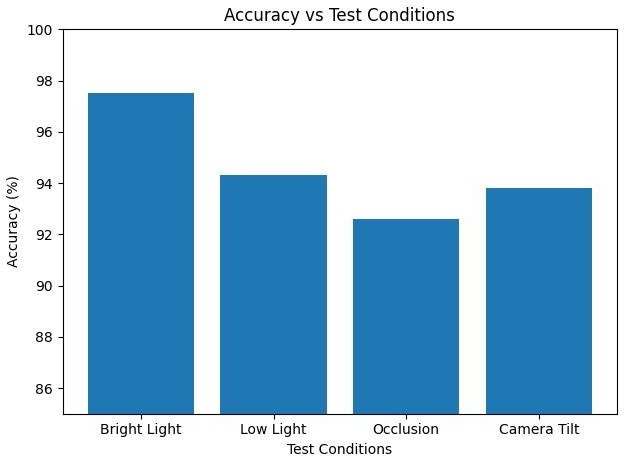 Accuracy vs Test Conditions
100
98
96
94
92
90
88
86
Accuracy (%)
Bright Light
Low Light
Occlusion
Camera Tilt
Test Conditions